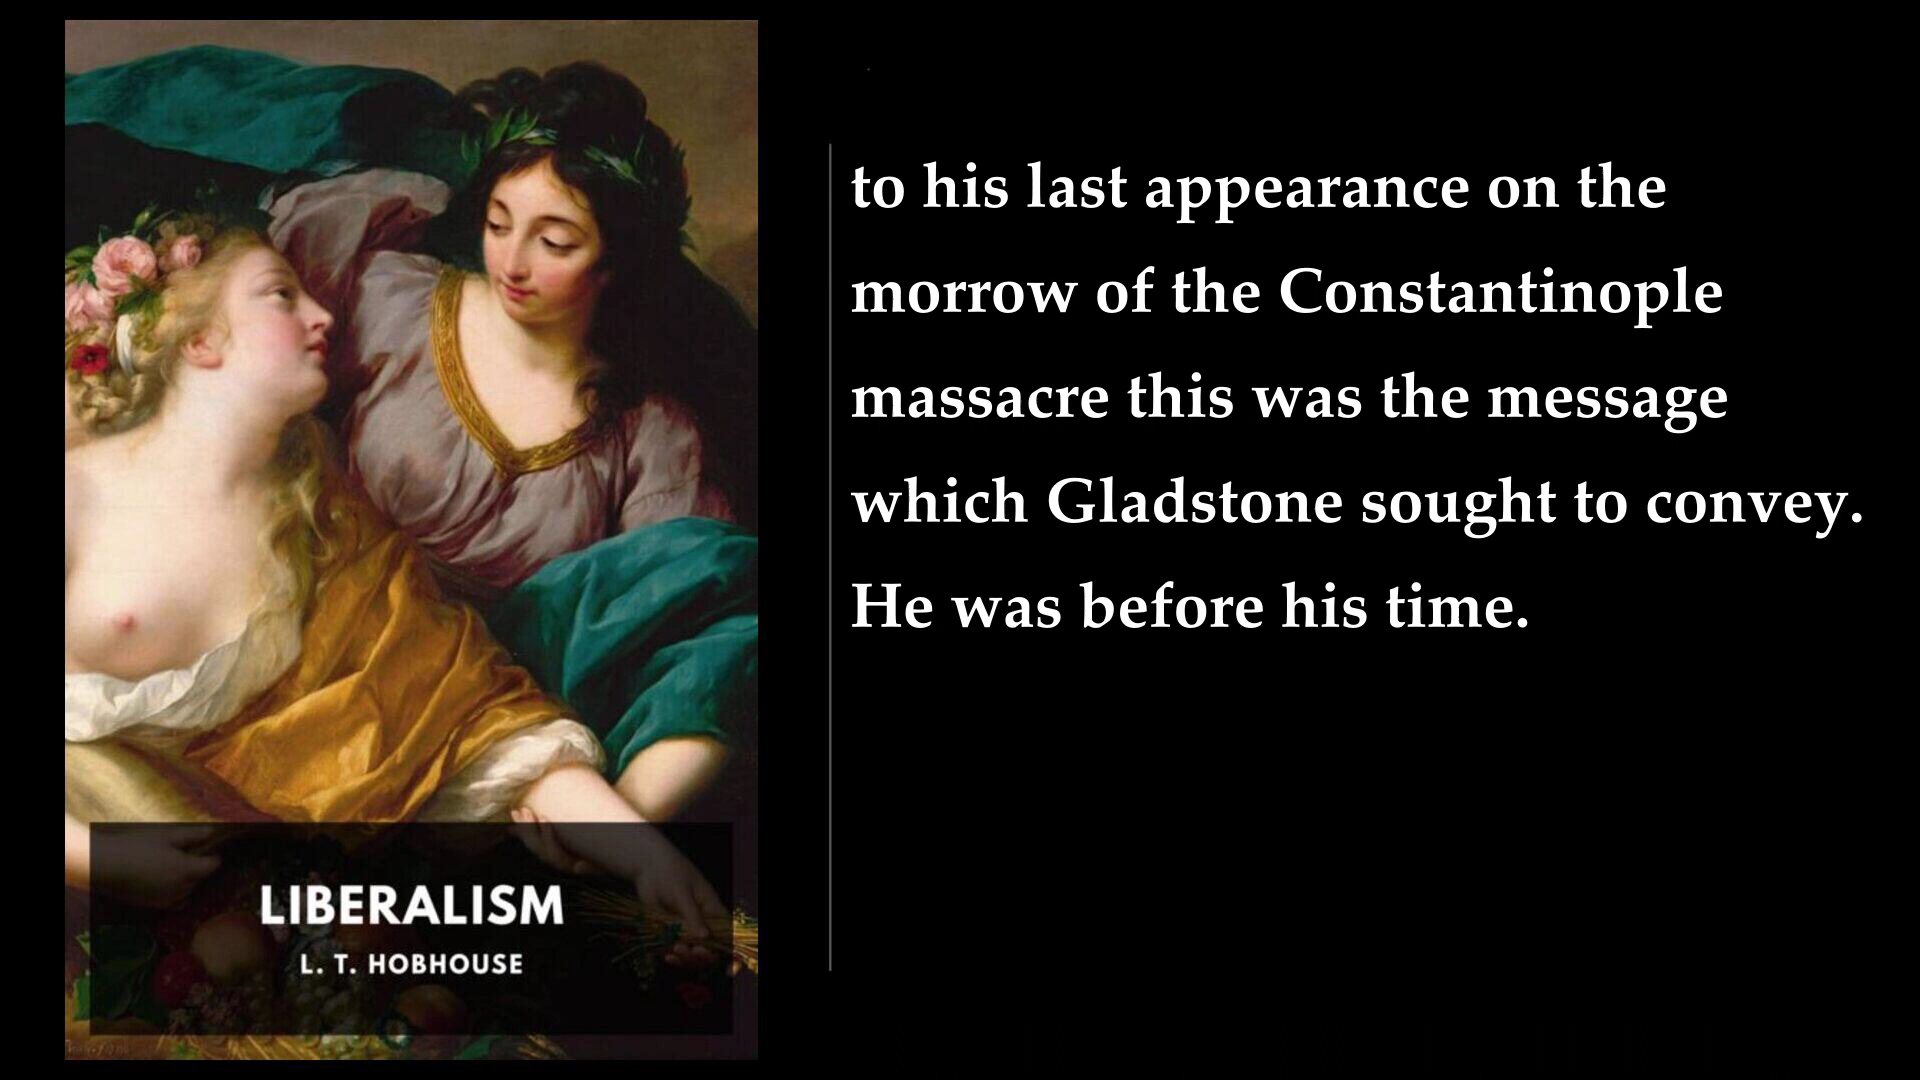 to his last appearance on the
morrow of the Constantinople
massacre this was the message
which Gladstone sought to convey.
He was before his time.
LIBERALISM
L. T. HOBHOUSE